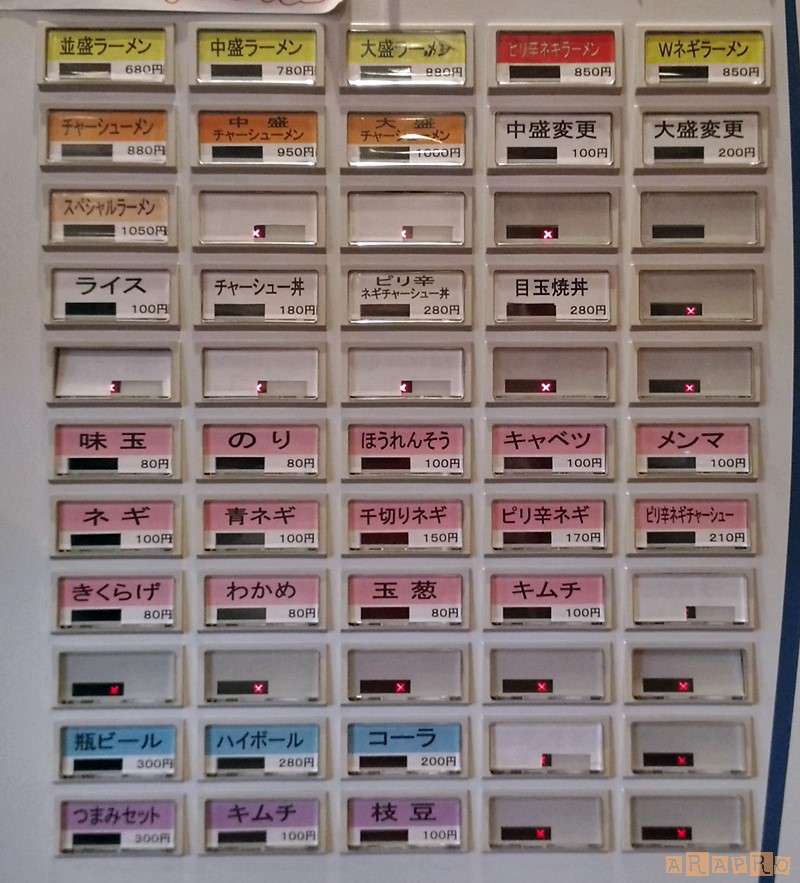 並盛ラーメン
680円
中盛ラーメン
780円
大盛ラーメン
880円
ピリ辛ネギラーメン
850円
Wネギラーメン
850円
チャーシューメン
880円
中盛
チャーシューメン
950円
大盛
チャーシューメン
1000円
中盛変更
100円
大盛変更
200円
スペシャルラーメン
1050円
ライス
100円
チャーシュー丼
180円
ピリ辛
ネギチャーシュー丼
280円
目玉焼丼
280円
味玉
80円
のり
80円
ほうれんそう
100円
キャベツ
100円
メンマ
100円
ネギ
100円
青ネギ
100円
千切りネギ
150円
ピリ辛ネギ
170円
ピリ辛ネギチャーシュー
210円
きくらげ
80円
わかめ
80円
玉葱
80円
キムチ
100円
瓶ビール
300円
ハイボール
280円
コーラ
200円
つまみセット
300円
キムチ
100円
枝豆
100円
ARAPRO